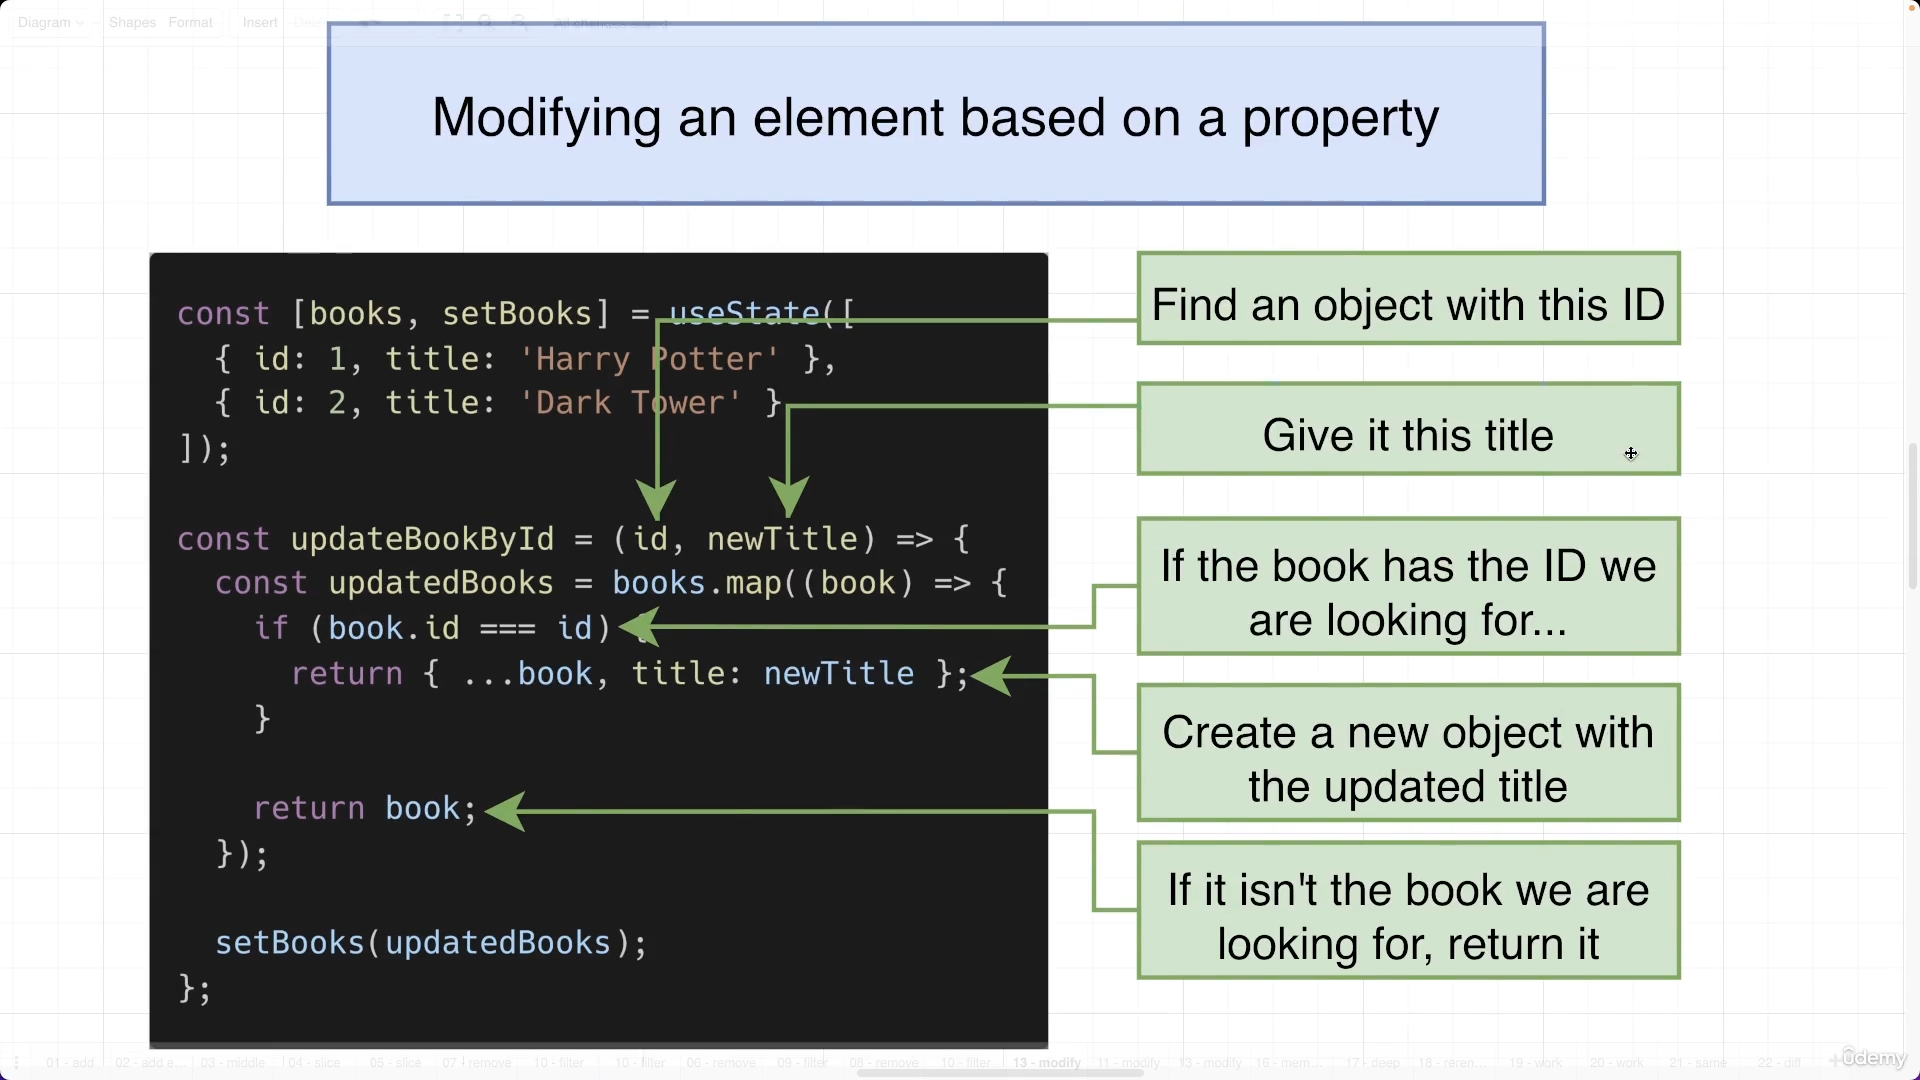 Diagram
Shapes
Format
Insert
Modifying an element based on a property
const [books, setBooks] = useState([
{ id: 1, title: 'Harry Potter' },
{ id: 2, title: 'Dark Tower' }
]);
const updateBookById = (id, newTitle) => {
const updatedBooks = books.map((book) => {
if (book.id === id) {
return { ...book, title: newTitle };
}
return book;
});
setBooks(updatedBooks);
};
Find an object with this ID
Give it this title
If the book has the ID we
are looking for...
Create a new object with
the updated title
If it isn't the book we are
looking for, return it
01 - add
02 - add e...
03 - middle
04 - slice
05 - slice
07 - remove
10 - filter
10 - filter
06 - remove
09 - filter
08 - remove
10 - filter
13 - modify
11 - modify
13 - modify
16 - mem...
17 - deep
18 - reren...
19 - work
20 - work
21 - same
22 - diff
ûdemy